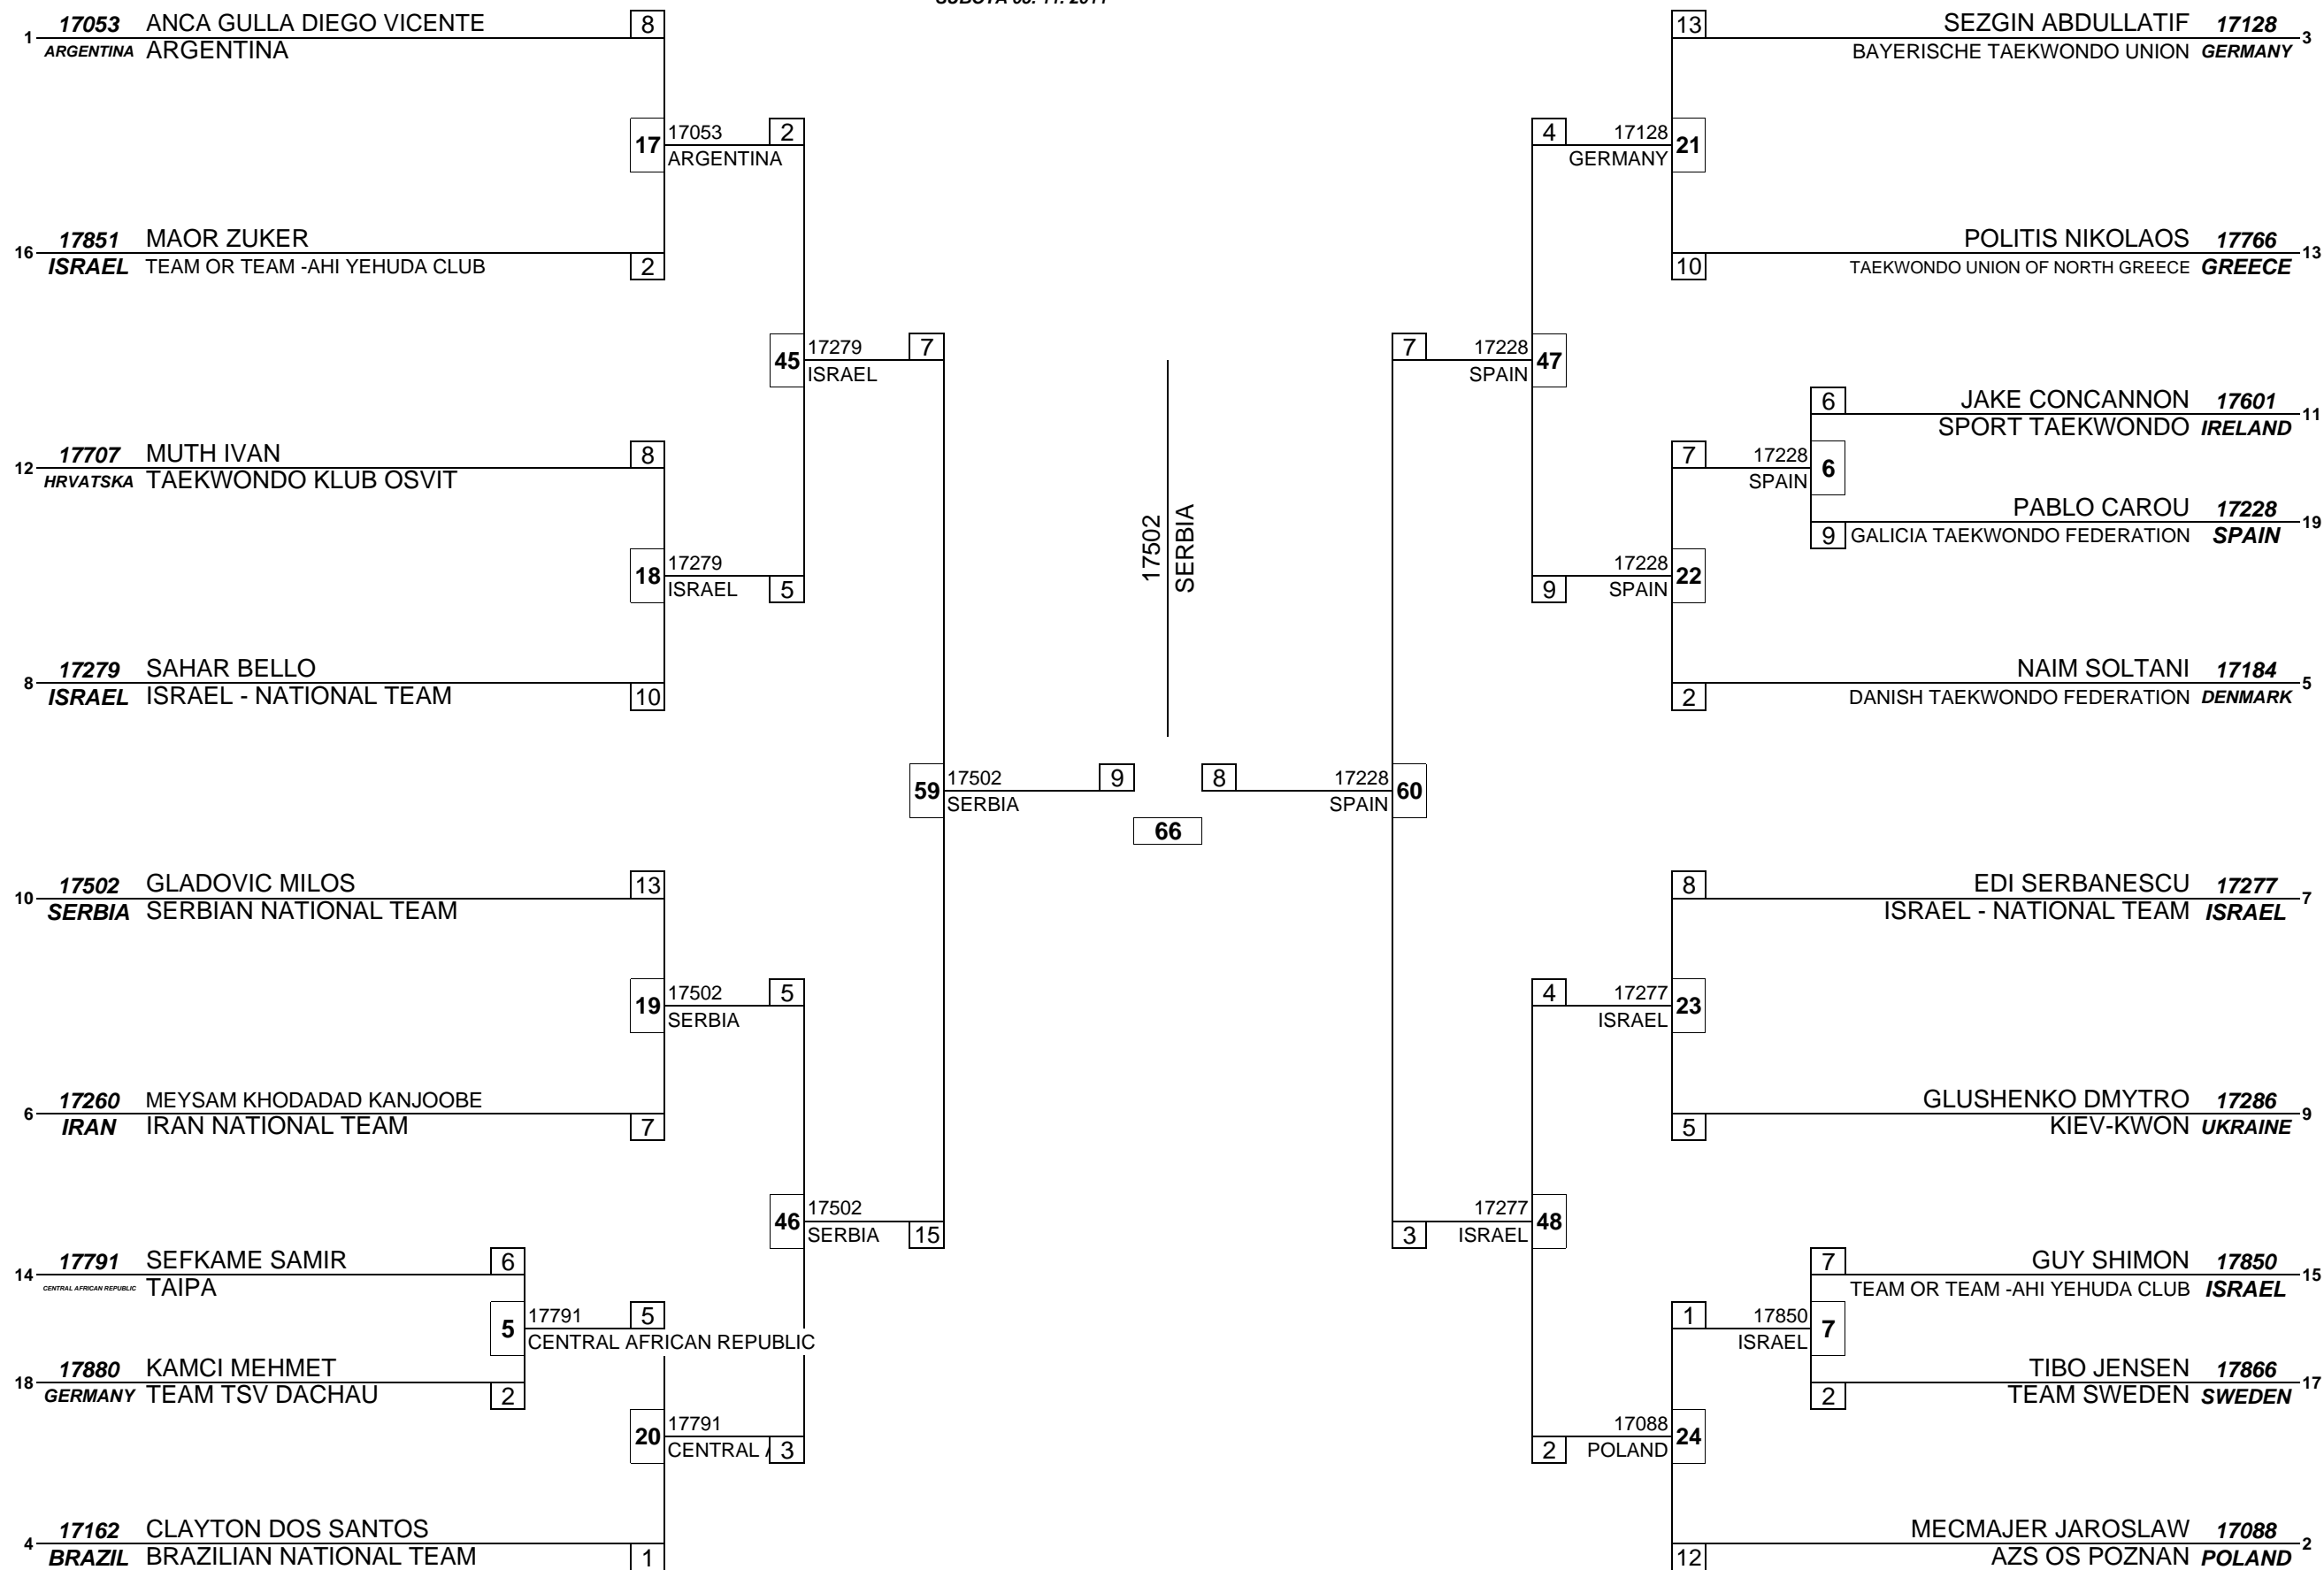 1 17053 ANCA GULLA DIEGO VICENTE 8
ARGENTINA ARGENTINA
17 17053 2
ARGENTINA
16 17851 MAOR ZUKER
ISRAEL TEAM OR TEAM -AHI YEHUDA CLUB 2
45 17279 7
ISRAEL
12 17707 MUTH IVAN 8
HRVATSKA TAEKWONDO KLUB OSVIT
18 17279
ISRAEL 5
8 17279 SAHAR BELLO
ISRAEL ISRAEL - NATIONAL TEAM 10
59 17502 9
SERBIA
10 17502 GLADOVIC MILOS 13
SERBIA SERBIAN NATIONAL TEAM
19 17502 5
SERBIA
6 17260 MEYSAM KHODADAD KANJOOBE
IRAN IRAN NATIONAL TEAM 7
46 17502
SERBIA 15
14 17791 SEFKAME SAMIR 6
CENTRAL AFRICAN REPUBLIC TAIPA
5 17791 5
CENTRAL AFRICAN REPUBLIC
18 17880 KAMCI MEHMET
GERMANY TEAM TSV DACHAU 2
20 17791
CENTRAL 3
4 17162 CLAYTON DOS SANTOS
BRAZIL BRAZILIAN NATIONAL TEAM 1
17502
SERBIA
66
13 SEZGIN ABDULLATIF 17128 3
BAYERISCHE TAEKWONDO UNION GERMANY
4 17128 21
GERMANY
POLITIS NIKOLAOS 17766 13
10 TAEKWONDO UNION OF NORTH GREECE GREECE
7 17228 47
SPAIN
6 JAKE CONCANNON 17601 11
SPORT TAEKWONDO IRELAND
7 17228 6
SPAIN
PABLO CAROU 17228 19
9 GALICIA TAEKWONDO FEDERATION SPAIN
17228 22
9 SPAIN
NAIM SOLTANI 17184 5
2 DANISH TAEKWONDO FEDERATION DENMARK
8 17228 60
SPAIN
8 EDI SERBANESCU 17277 7
ISRAEL - NATIONAL TEAM ISRAEL
4 17277 23
ISRAEL
GLUSHENKO DMYTRO 17286 9
5 KIEV-KWON UKRAINE
17277 48
3 ISRAEL
7 GUY SHIMON 17850 15
TEAM OR TEAM -AHI YEHUDA CLUB ISRAEL
1 17850 7
ISRAEL
TIBO JENSEN 17866 17
2 TEAM SWEDEN SWEDEN
17088 24
2 POLAND
MECMAJER JAROSLAW 17088 2
12 AZS OS POZNAN POLAND